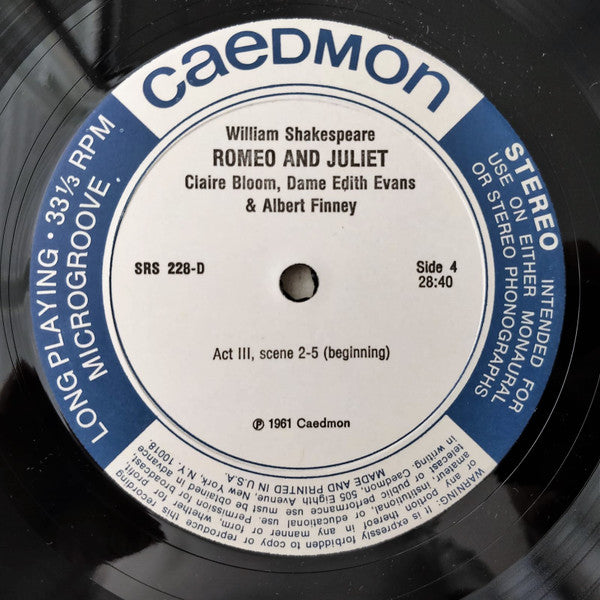 CAEDMON
William Shakespeare
ROMEO AND JULIET
Claire Bloom, Dame Edith Evans
& Albert Finney
SRS 228-D
Side 4
28:40
Act III, scene 2-5 (beginning)
℗ 1961 Caedmon
LONG PLAYING • 33⅓ RPM
MICROGROOVE.
STEREO INTENDED FOR
USE ON EITHER MONAURAL
OR STEREO PHONOGRAPHS
WARNING: It is expressly forbidden to copy or reproduce this recording
or any portion thereof in any manner or form, whether for profit,
amateur, institutional, or educational use. Permission for broadcast,
telecast, or public performance must be obtained in advance
in writing. Caedmon, 505 Eighth Avenue, New York, N.Y. 10018.
MADE AND PRINTED IN U.S.A.